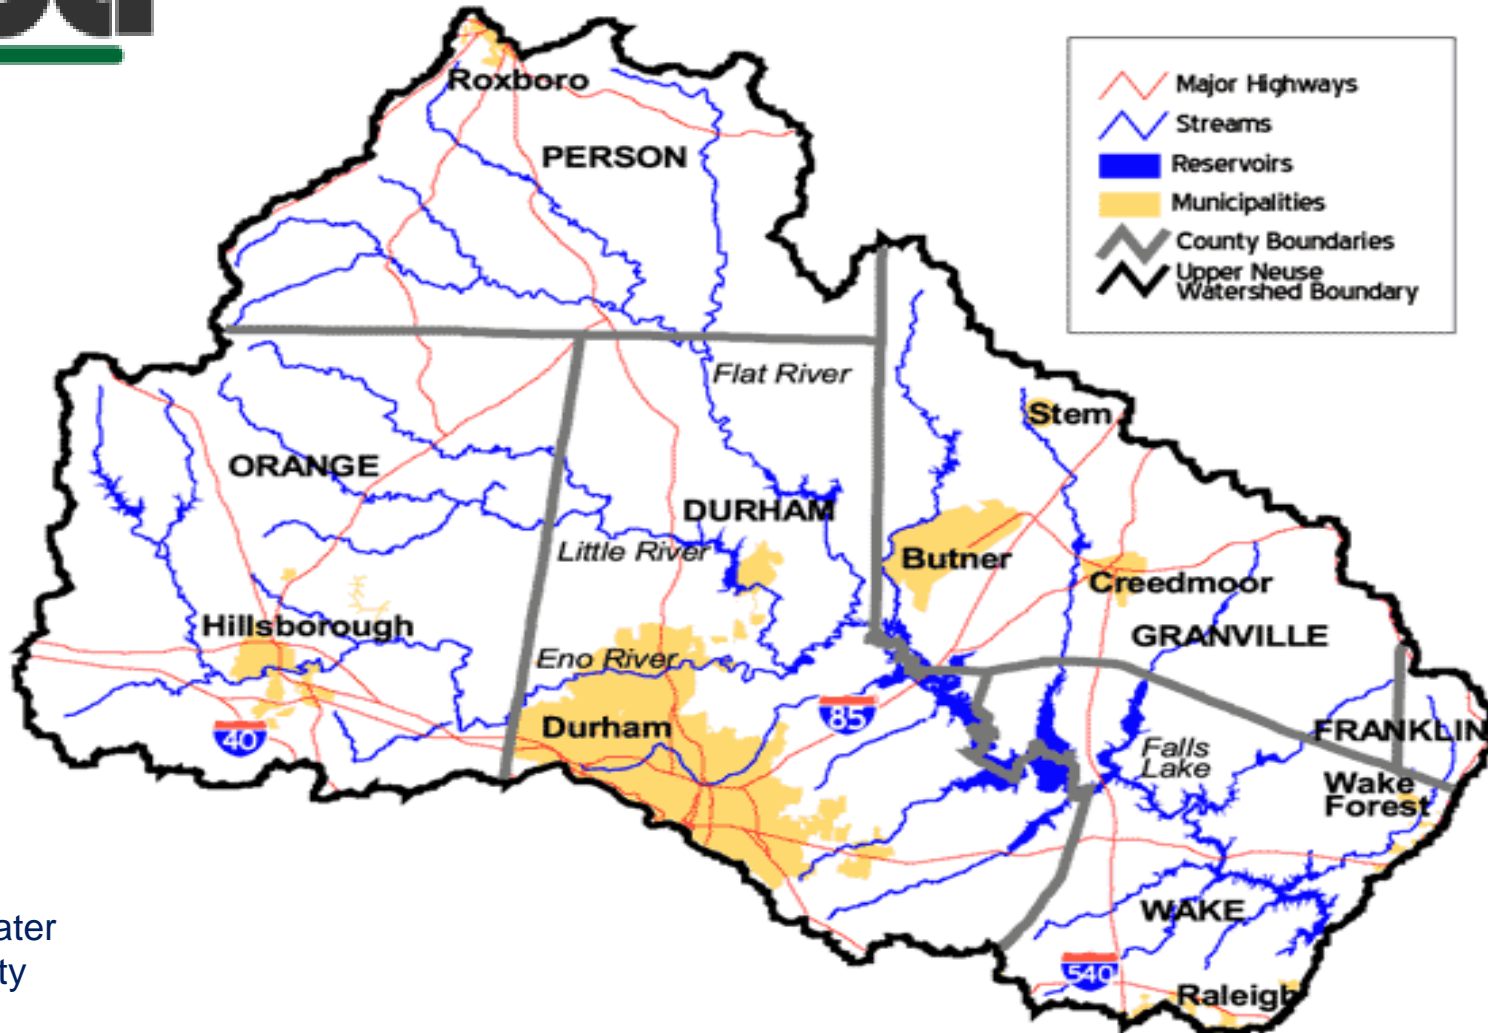 Roxboro
Major Highways
Streams
PERSON
Reservoirs
Municipalities
County Boundaries
Upper Neuse
Watershed Boundary
Flat River
Stem
ORANGE
DURHAM
Little River
Butner
Creedmoor
Hillsborough
GRANVILLE
Eno River
Durham
85
40
FRANKLIN
Falls
Lake
Wake
Forest
WAKE
540
Raleigh
ater
ty